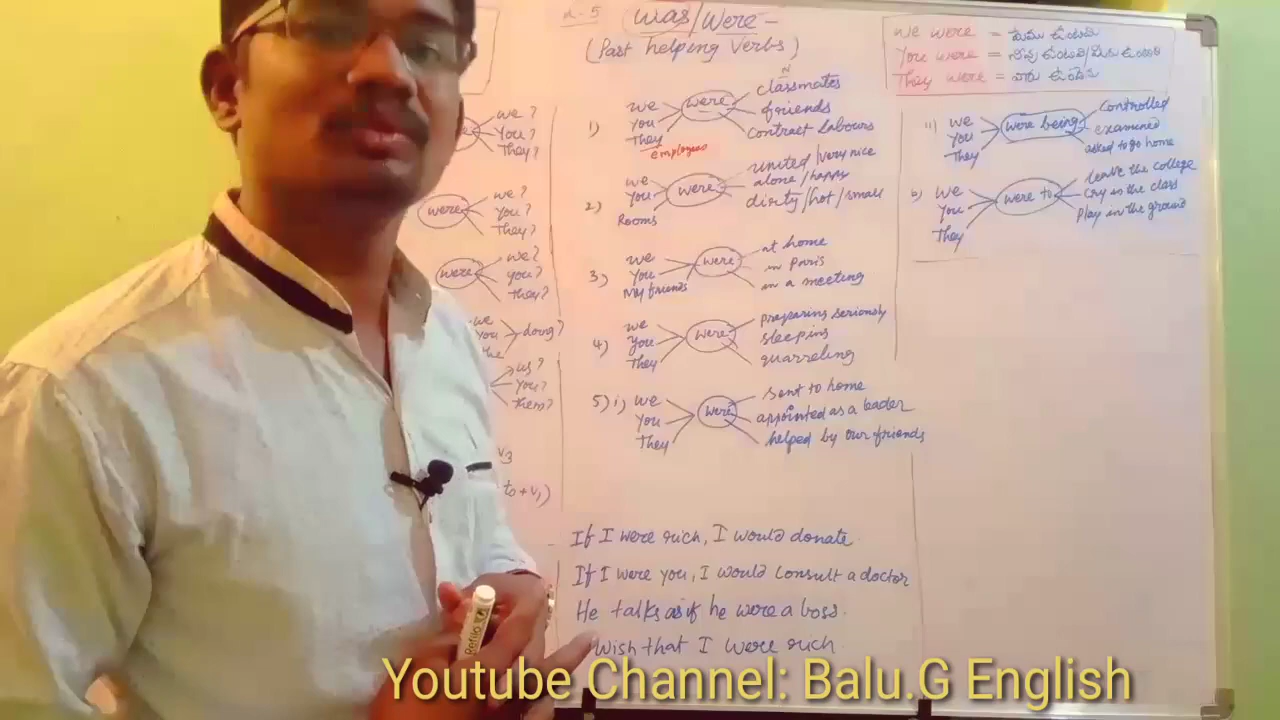 Was/Were -
(Past helping Verbs)
we were = మేము ఉంటిమి
You were = నీవు ఉంటివి/మీరు ఉంటిరి
They were = వారు ఉండిరి
we?
You?
They?
were
we?
You?
They?
were
we?
you?
they?
we
You
doing?
us?
you?
them?
V3
to+V1)
1) we
You
They
employees
were
N
classmates
friends
contract labours
2) we
You
Rooms
were
united/very nice
alone/happy
dirty/hot/small
3) we
You
My friends
were
at home
in paris
in a meeting
4) we
You
They
were
preparing seriously
sleeping
quarreling
5) i) we
You
They
were
sent to home
appointed as a leader
helped by our friends
ii) we
You
They
were being
controlled
examined
asked to go home
6) we
You
They
were to
leave the college
cry in the class
play in the ground
If I were rich, I would donate.
If I were you, I would consult a doctor
He talks as if he were a boss.
wish that I were rich.
Youtube Channel: Balu.G English